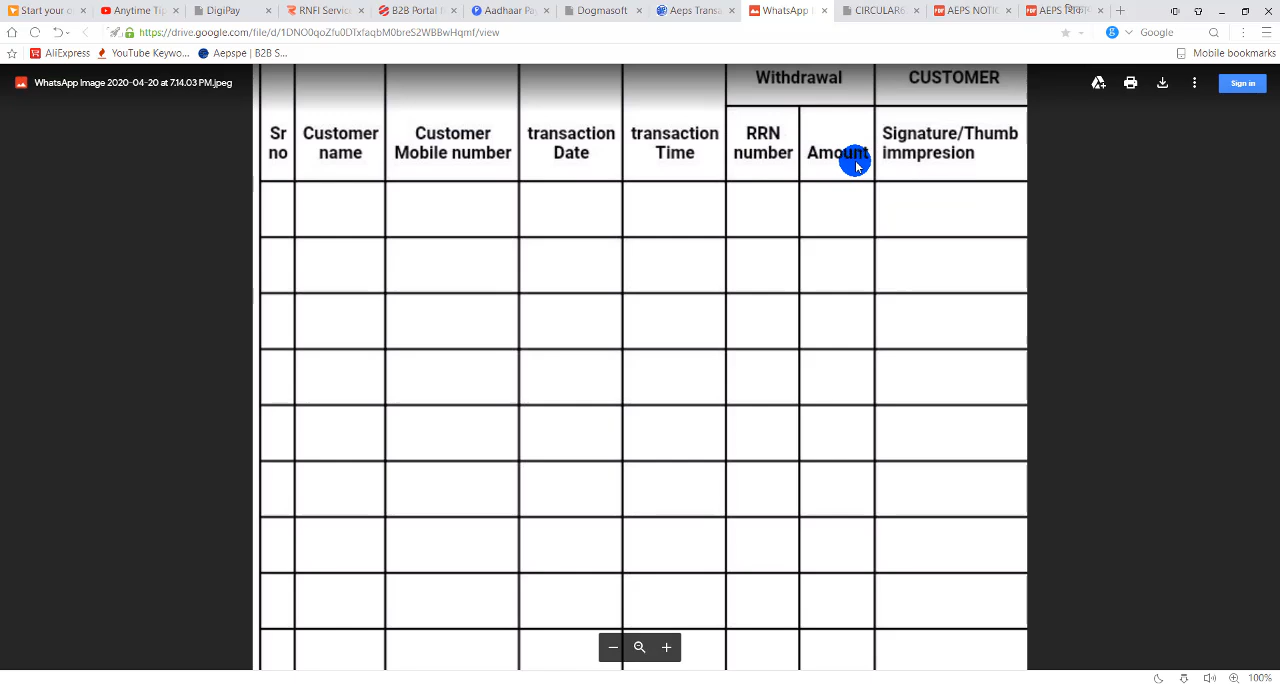 Start your o
Anytime Ti
DigiPay
RNFI Servic
B2B Portal
Aadhaar Pa
Dogmasoft
Aeps Transa
WhatsApp I
CIRCULAR6
AEPS NOTIC
AEPS शिका
https://drive.google.com/file/d/1DNO0qoZfu0DTxfaqbM0breS2WBBwHqmf/view
Google
AliExpress
YouTube Keywo...
Aepspe | B2B S...
Mobile bookmarks
WhatsApp Image 2020-04-20 at 7.14.03 PM.jpeg
Sign in
Withdrawal
CUSTOMER
Sr no
Customer name
Customer Mobile number
transaction Date
transaction Time
RRN number
Amount
Signature/Thumb immpresion
100%